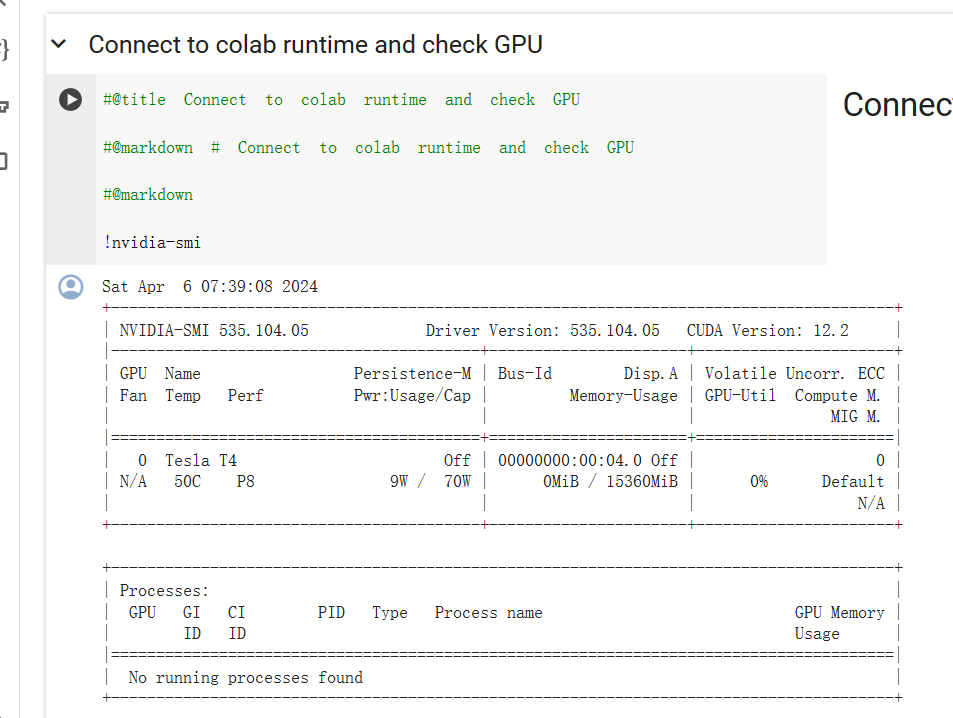 Connect to colab runtime and check GPU
#@title Connect to colab runtime and check GPU
Connec
#@markdown # Connect to colab runtime and check GPU
#@markdown
!nvidia-smi
Sat Apr  6 07:39:08 2024
+---------------------------------------------------------------------------------------+
| NVIDIA-SMI 535.104.05             Driver Version: 535.104.05   CUDA Version: 12.2     |
|-----------------------------------------+----------------------+----------------------+
| GPU  Name                 Persistence-M | Bus-Id        Disp.A | Volatile Uncorr. ECC |
| Fan  Temp   Perf          Pwr:Usage/Cap |         Memory-Usage | GPU-Util  Compute M. |
|                                         |                      |               MIG M. |
|=========================================+======================+======================|
|   0  Tesla T4                       Off | 00000000:00:04.0 Off |                    0 |
| N/A   50C    P8               9W /  70W |      0MiB / 15360MiB |      0%      Default |
|                                         |                      |                  N/A |
+-----------------------------------------+----------------------+----------------------+
+---------------------------------------------------------------------------------------+
| Processes:                                                                            |
|  GPU   GI   CI        PID   Type   Process name                            GPU Memory |
|        ID   ID                                                             Usage      |
|=======================================================================================|
|  No running processes found                                                           |
+---------------------------------------------------------------------------------------+